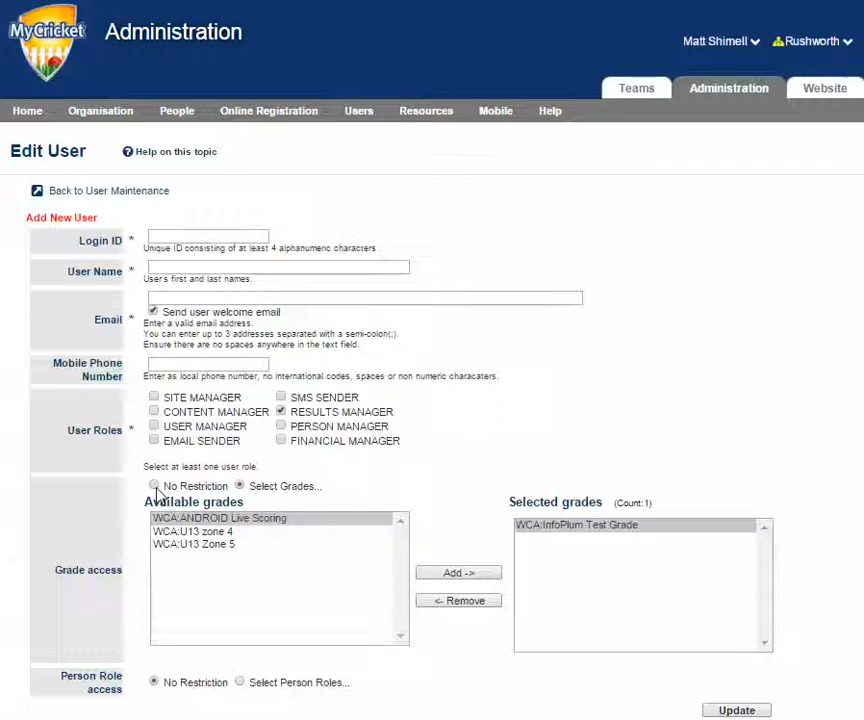 MyCricket
Administration
Matt Shimell Rushworth
Teams Administration Website
Home Organisation People Online Registration Users Resources Mobile Help
Edit User ? Help on this topic
Back to User Maintenance
Add New User
Login ID *
Unique ID consisting of at least 4 alphanumeric characters
User Name *
User's first and last names.
Email *
Send user welcome email
Enter a valid email address.
You can enter up to 3 addresses separated with a semi-colon(;).
Ensure there are no spaces anywhere in the text field.
Mobile Phone
Number
Enter as local phone number, no international codes, spaces or non numeric characaters.
User Roles *
SITE MANAGER SMS SENDER
CONTENT MANAGER RESULTS MANAGER
USER MANAGER PERSON MANAGER
EMAIL SENDER FINANCIAL MANAGER
Select at least one user role.
No Restriction Select Grades...
Available grades Selected grades (Count:1)
WCA:ANDROID Live Scoring
WCA:U13 zone 4
WCA:U13 Zone 5
WCA:InfoPlum Test Grade
Grade access
Add ->
<- Remove
Person Role
access
No Restriction Select Person Roles...
Update